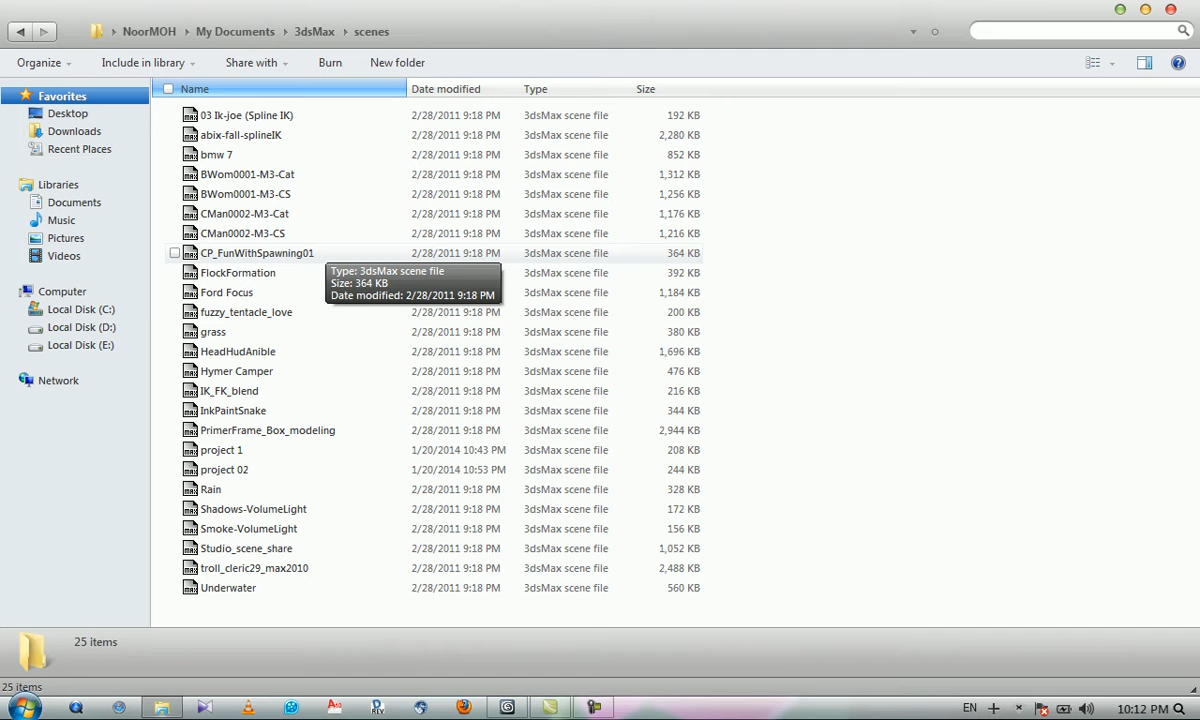 NoorMOH ▸ My Documents ▸ 3dsMax ▸ scenes
Organize Include in library Share with Burn New folder
Name Date modified Type Size
Favorites
Desktop
Downloads
Recent Places
Libraries
Documents
Music
Pictures
Videos
Computer
Local Disk (C:)
Local Disk (D:)
Local Disk (E:)
Network
03 Ik-joe (Spline IK) 2/28/2011 9:18 PM 3dsMax scene file 192 KB
abix-fall-splineIK 2/28/2011 9:18 PM 3dsMax scene file 2,280 KB
bmw 7 2/28/2011 9:18 PM 3dsMax scene file 852 KB
BWom0001-M3-Cat 2/28/2011 9:18 PM 3dsMax scene file 1,312 KB
BWom0001-M3-CS 2/28/2011 9:18 PM 3dsMax scene file 1,256 KB
CMan0002-M3-Cat 2/28/2011 9:18 PM 3dsMax scene file 1,176 KB
CMan0002-M3-CS 2/28/2011 9:18 PM 3dsMax scene file 1,216 KB
CP_FunWithSpawning01 2/28/2011 9:18 PM 3dsMax scene file 364 KB
FlockFormation 2/28/2011 9:18 PM 3dsMax scene file 392 KB
Type: 3dsMax scene file
Size: 364 KB
Date modified: 2/28/2011 9:18 PM
Ford Focus 3dsMax scene file 1,184 KB
fuzzy_tentacle_love 2/28/2011 9:18 PM 3dsMax scene file 200 KB
grass 2/28/2011 9:18 PM 3dsMax scene file 380 KB
HeadHudAnible 2/28/2011 9:18 PM 3dsMax scene file 1,696 KB
Hymer Camper 2/28/2011 9:18 PM 3dsMax scene file 476 KB
IK_FK_blend 2/28/2011 9:18 PM 3dsMax scene file 216 KB
InkPaintSnake 2/28/2011 9:18 PM 3dsMax scene file 344 KB
PrimerFrame_Box_modeling 2/28/2011 9:18 PM 3dsMax scene file 2,944 KB
project 1 1/20/2014 10:43 PM 3dsMax scene file 208 KB
project 02 1/20/2014 10:53 PM 3dsMax scene file 244 KB
Rain 2/28/2011 9:18 PM 3dsMax scene file 328 KB
Shadows-VolumeLight 2/28/2011 9:18 PM 3dsMax scene file 172 KB
Smoke-VolumeLight 2/28/2011 9:18 PM 3dsMax scene file 156 KB
Studio_scene_share 2/28/2011 9:18 PM 3dsMax scene file 1,052 KB
troll_cleric29_max2010 2/28/2011 9:18 PM 3dsMax scene file 2,488 KB
Underwater 2/28/2011 9:18 PM 3dsMax scene file 560 KB
25 items
25 items
EN 10:12 PM